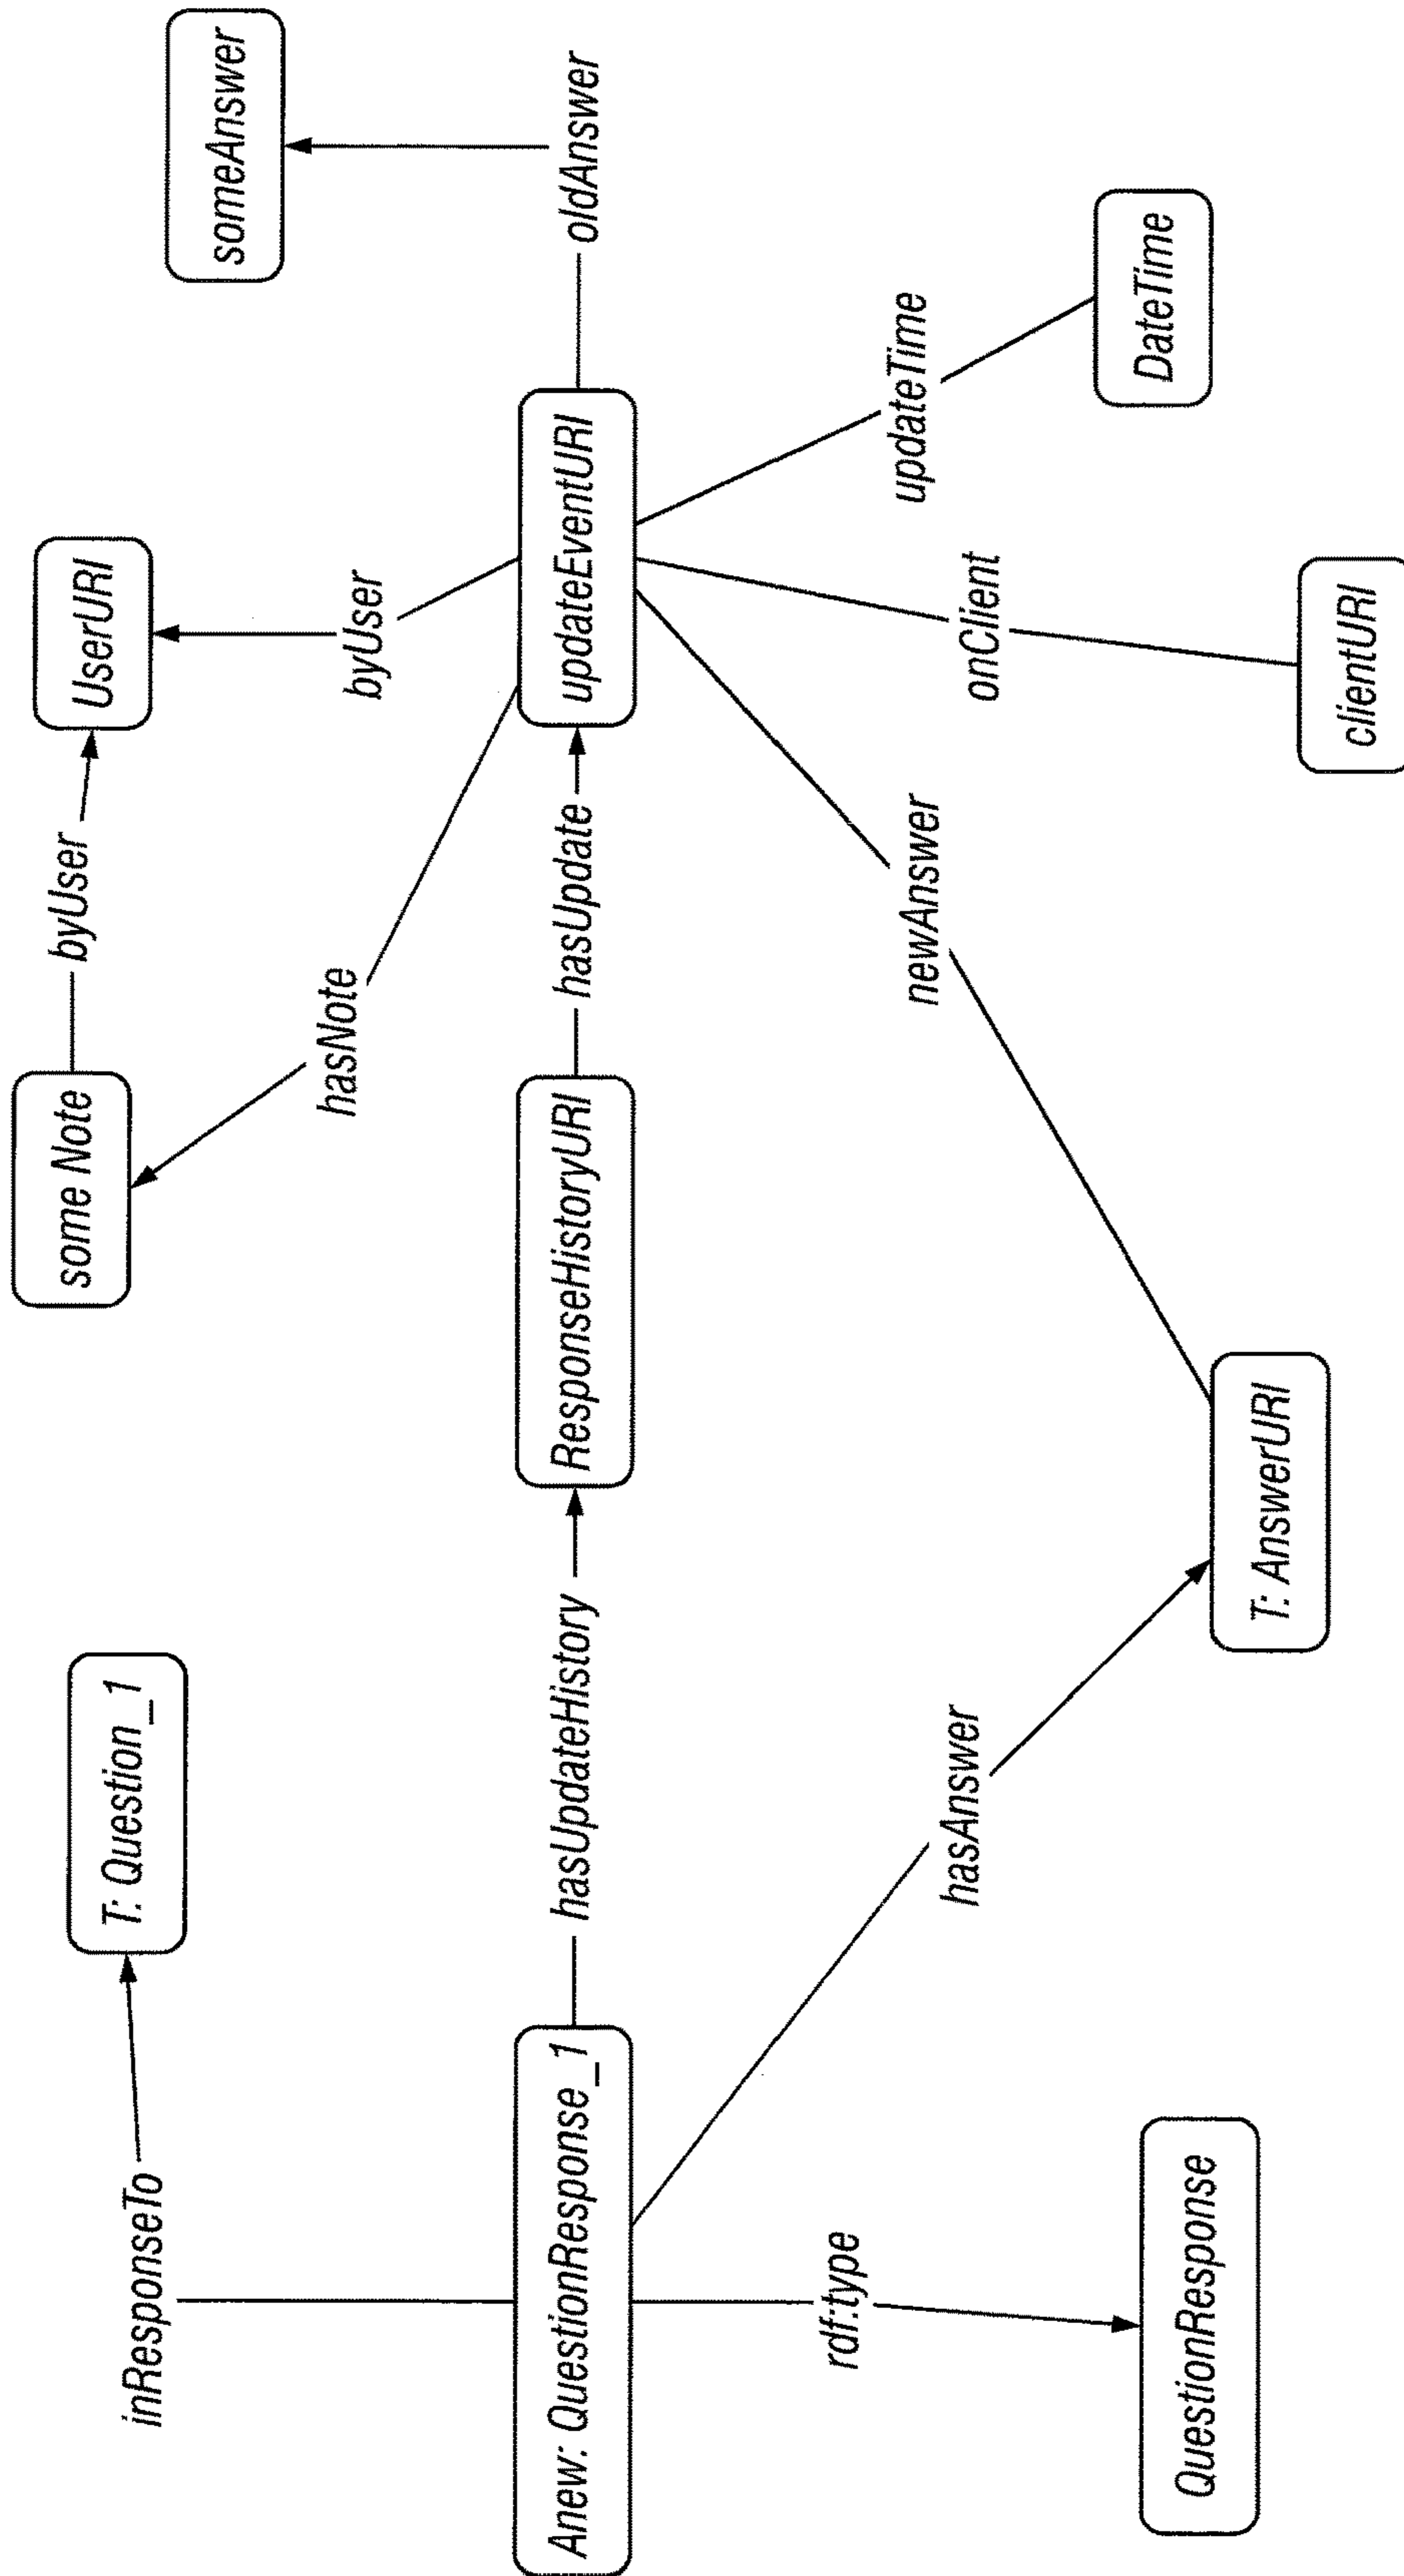 some Note
byUser
UserURI
someAnswer
T: Question_1
inResponseTo
hasNote
byUser
oldAnswer
Anew: QuestionResponse_1
hasUpdateHistory
ResponseHistoryURI
hasUpdate
updateEventURI
rdf:type
hasAnswer
newAnswer
onClient
updateTime
QuestionResponse
T: AnswerURI
clientURI
DateTime